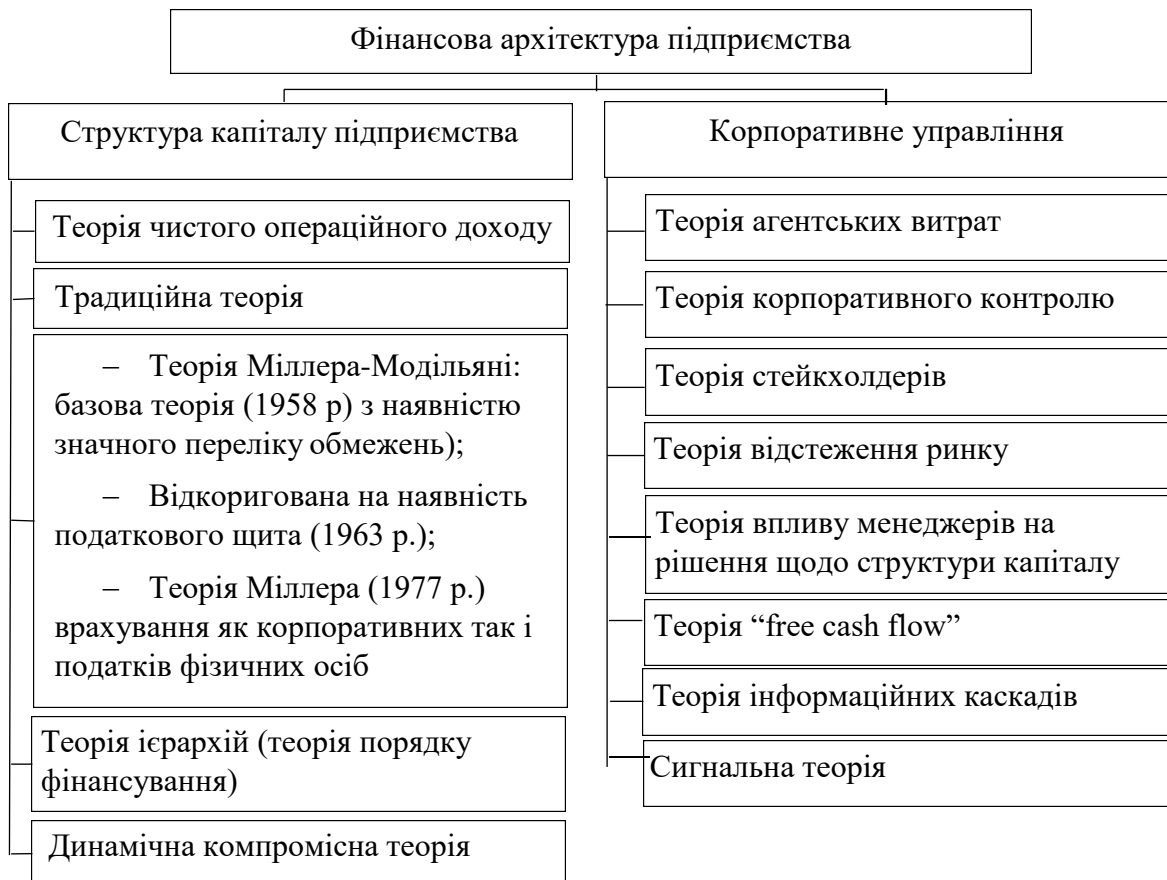 Фінансова архітектура підприємства
Структура капіталу підприємства
Теорія чистого операційного доходу
Традиційна теорія
– Теорія Міллера-Модільяні:
базова теорія (1958 р) з наявністю
значного переліку обмежень);
– Відкоригована на наявність
податкового щита (1963 р.);
– Теорія Міллера (1977 р.)
врахування як корпоративних так і
податків фізичних осіб
Теорія ієрархій (теорія порядку
фінансування)
Динамічна компромісна теорія
Корпоративне управління
Теорія агентських витрат
Теорія корпоративного контролю
Теорія стейкхолдерів
Теорія відстеження ринку
Теорія впливу менеджерів на
рішення щодо структури капіталу
Теорія “free cash flow”
Теорія інформаційних каскадів
Сигнальна теорія